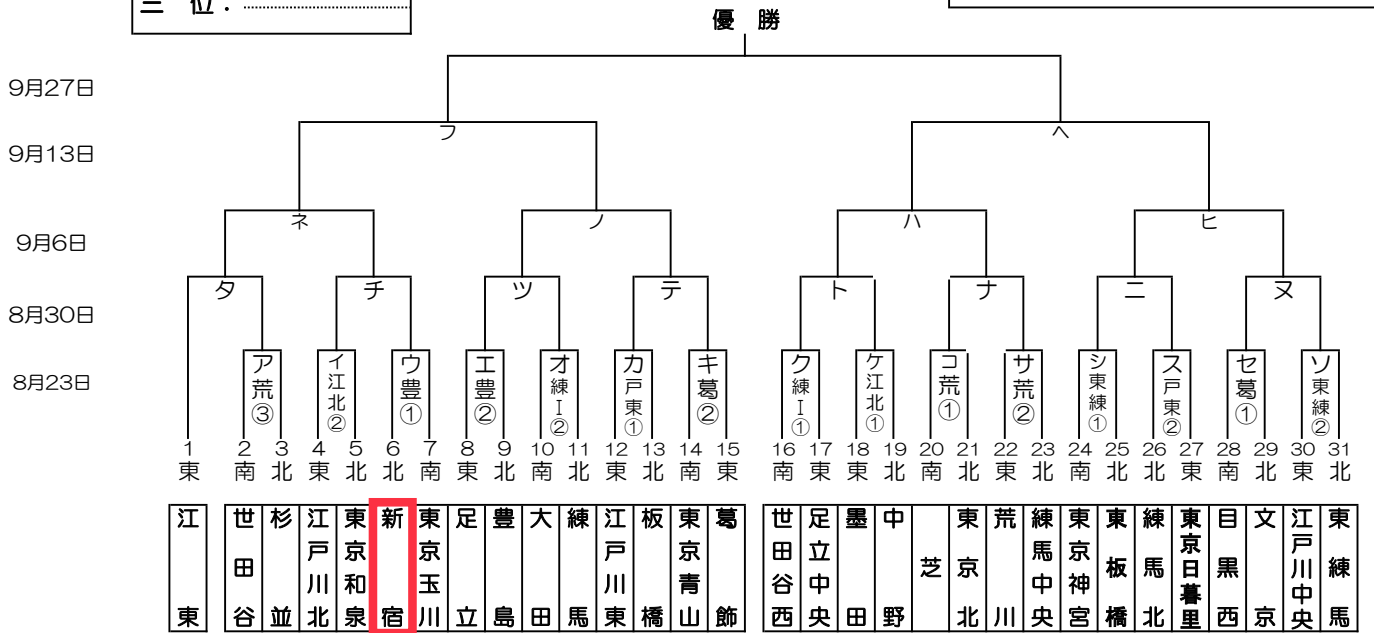 三 位：
優 勝
9月27日
フ
ヘ
9月13日
ネ
ノ
ハ
ヒ
9月6日
タ
チ
ツ
テ
ト
ナ
ニ
ヌ
8月30日
8月23日
ア荒③
イ江北②
ウ豊①
エ豊②
オ練Ⅰ②
カ戸東①
キ葛②
ク練Ⅰ①
ケ江北①
コ荒①
サ荒②
シ東練①
ス戸東②
セ葛①
ソ東練②
1 2 3 4 5 6 7 8 9 10 11 12 13 14 15 16 17 18 19 20 21 22 23 24 25 26 27 28 29 30 31
東 南 北 東 北 北 南 東 北 南 北 東 北 南 東 南 東 東 北 南 北 東 北 南 北 北 東 南 北 東 北
江東
世田谷
杉並
江戸川北
東京和泉
新宿
東京玉川
足立
豊島
大田
練馬
江戸川東
板橋
東京青山
葛飾
世田谷西
足立中央
墨田
中野
芝
東京北
荒川
練馬中央
東京神宮
東板橋
練馬北
東京日暮里
目黒西
文京
江戸川中央
東練馬